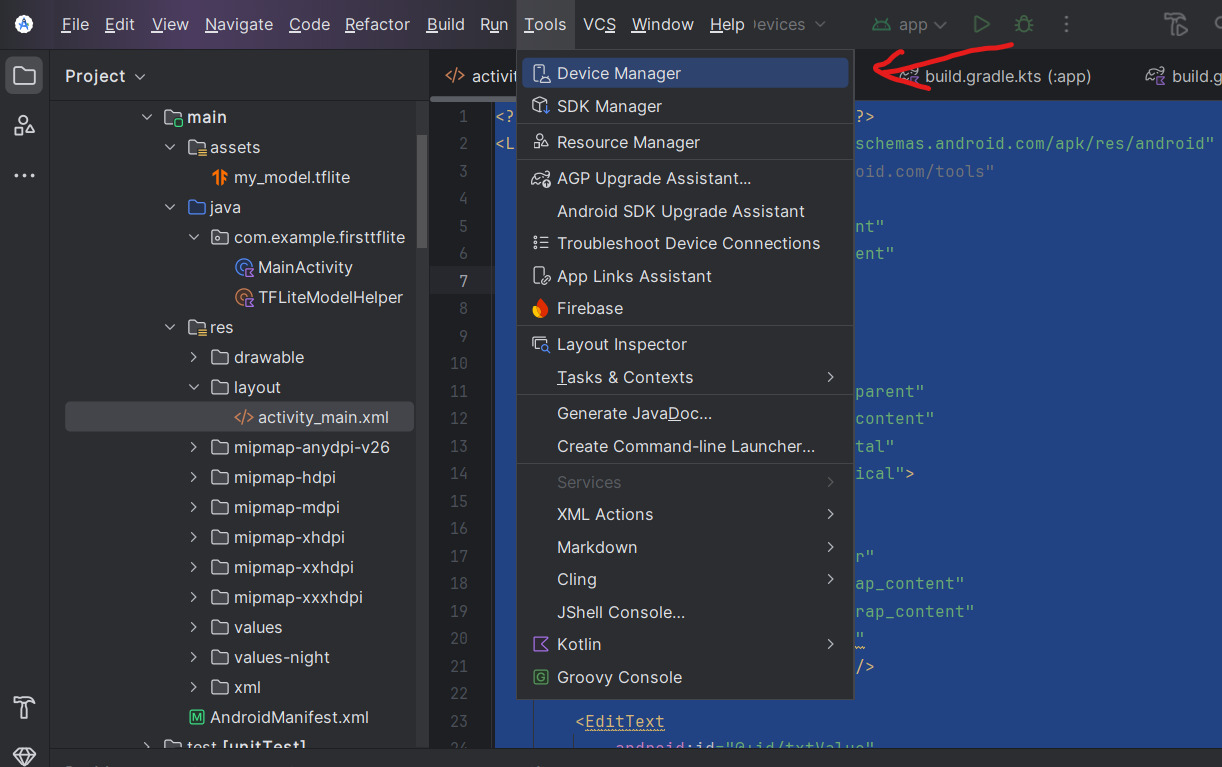 File Edit View Navigate Code Refactor Build Run Tools VCS Window Help evices app
Project
activit
build.gradle.kts (:app)
build.g
main
assets
my_model.tflite
java
com.example.firsttflite
MainActivity
TFLiteModelHelper
res
drawable
layout
activity_main.xml
mipmap-anydpi-v26
mipmap-hdpi
mipmap-mdpi
mipmap-xhdpi
mipmap-xxhdpi
mipmap-xxxhdpi
values
values-night
xml
AndroidManifest.xml
test [unitTest]
Device Manager
SDK Manager
Resource Manager
AGP Upgrade Assistant...
Android SDK Upgrade Assistant
Troubleshoot Device Connections
App Links Assistant
Firebase
Layout Inspector
Tasks & Contexts
Generate JavaDoc...
Create Command-line Launcher...
Services
XML Actions
Markdown
Cling
JShell Console...
Kotlin
Groovy Console
1 <? ?>
2 <L schemas.android.com/apk/res/android"
3 oid.com/tools"
4
5 nt"
6 ent"
7
8
9
10
11 parent"
12 content"
13 tal"
14 ical">
15
16
17 r"
18 ap_content"
19 rap_content"
20 "
21 />
22
23 <EditText
24 android:id="@+id/txtValue"